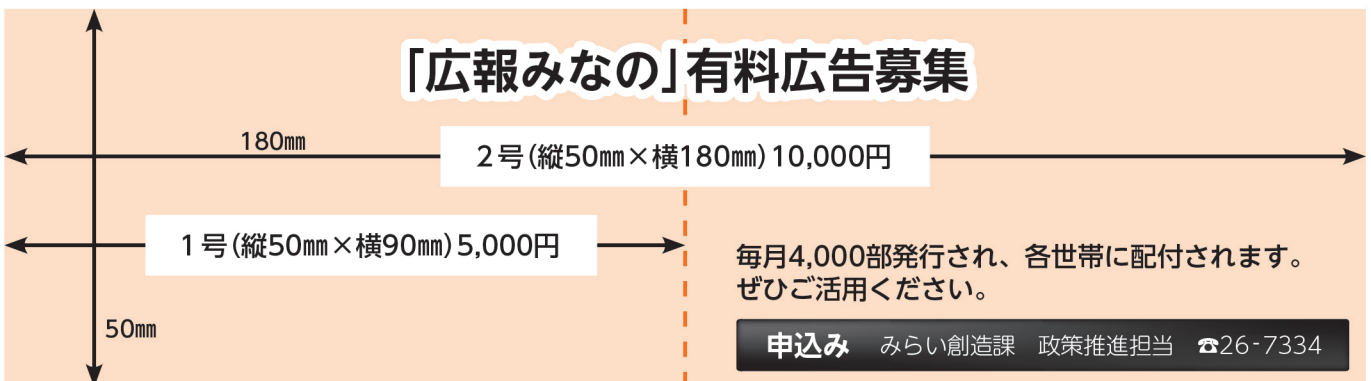 「広報みなの」有料広告募集
180㎜
2号(縦50㎜×横180㎜)10,000円
1号(縦50㎜×横90㎜)5,000円
毎月4,000部発行され、各世帯に配付されます。
ぜひご活用ください。
50㎜
申込み みらい創造課 政策推進担当 ☎26-7334